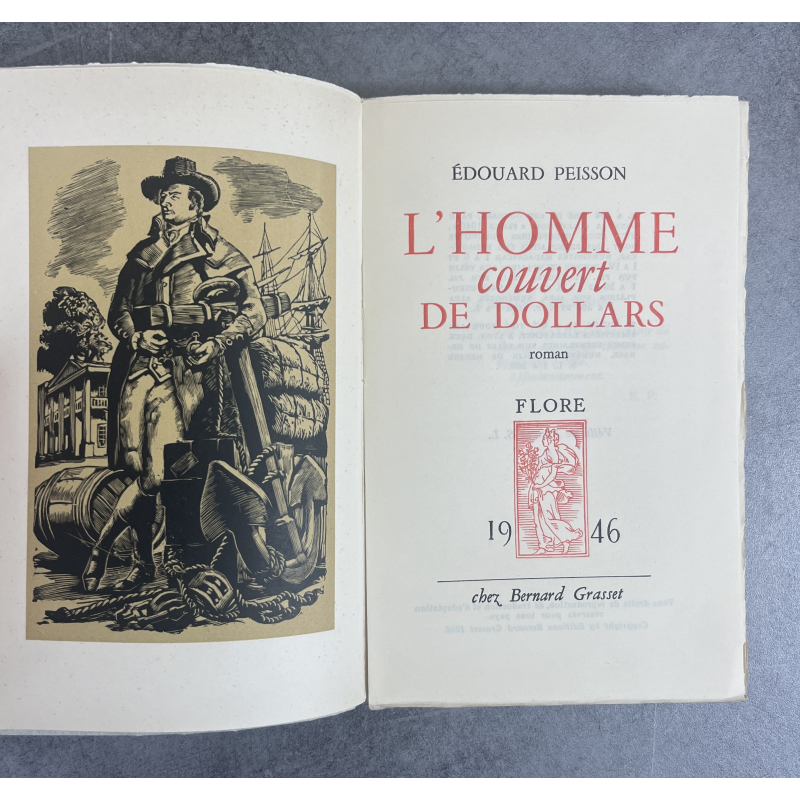 ÉDOUARD PEISSON
L'HOMME
couvert
DE DOLLARS
roman
FLORE
19 46
chez Bernard Grasset